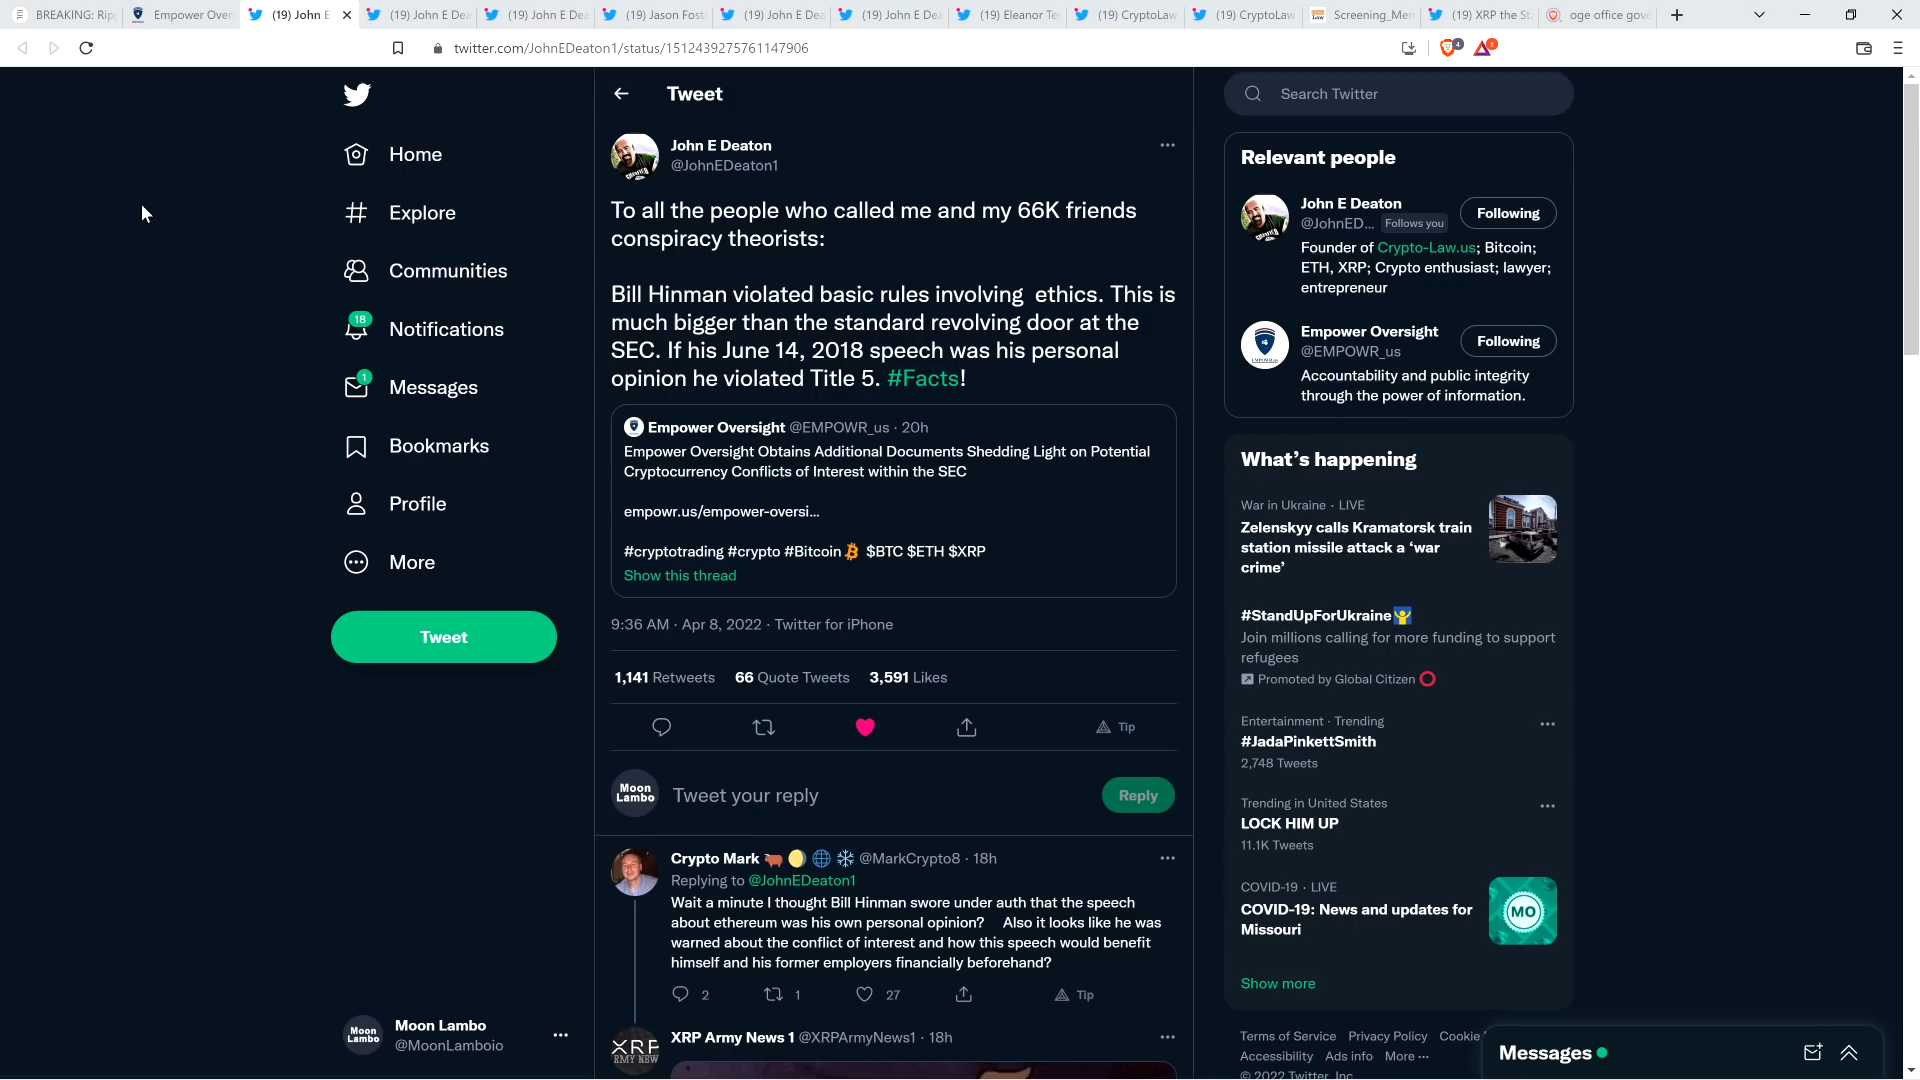 BREAKING: Rip
Empower Over
(19) John E
(19) John E Dea
(19) John E Dea
(19) Jason Fost
(19) John E Dea
(19) John E Dea
(19) Eleanor Te
(19) CryptoLaw
(19) CryptoLaw
Screening_Mem
(19) XRP the St
oge office gov
twitter.com/JohnEDeaton1/status/1512439275761147906
4
1
Home
Explore
Communities
18
Notifications
1
Messages
Bookmarks
Profile
More
Tweet
Moon Lambo
Moon Lambo
@MoonLamboio
Tweet
John E Deaton
@JohnEDeaton1
To all the people who called me and my 66K friends
conspiracy theorists:
Bill Hinman violated basic rules involving  ethics. This is
much bigger than the standard revolving door at the
SEC. If his June 14, 2018 speech was his personal
opinion he violated Title 5. #Facts!
Empower Oversight @EMPOWR_us · 20h
Empower Oversight Obtains Additional Documents Shedding Light on Potential
Cryptocurrency Conflicts of Interest within the SEC
empowr.us/empower-oversi...
#cryptotrading #crypto #Bitcoin $BTC $ETH $XRP
Show this thread
9:36 AM · Apr 8, 2022 · Twitter for iPhone
1,141 Retweets 66 Quote Tweets 3,591 Likes
Tip
Moon Lambo
Tweet your reply
Reply
Crypto Mark @MarkCrypto8 · 18h
Replying to @JohnEDeaton1
Wait a minute I thought Bill Hinman swore under auth that the speech
about ethereum was his own personal opinion?    Also it looks like he was
warned about the conflict of interest and how this speech would benefit
himself and his former employers financially beforehand?
2 1 27 Tip
XRP
XRP Army News 1 @XRPArmyNews1 · 18h
Search Twitter
Relevant people
John E Deaton
@JohnED... Follows you
Following
Founder of Crypto-Law.us; Bitcoin;
ETH, XRP; Crypto enthusiast; lawyer;
entrepreneur
Empower Oversight
@EMPOWR_us
Following
Accountability and public integrity
through the power of information.
What's happening
War in Ukraine · LIVE
Zelenskyy calls Kramatorsk train
station missile attack a 'war
crime'
#StandUpForUkraine
Join millions calling for more funding to support
refugees
Promoted by Global Citizen
Entertainment · Trending
#JadaPinkettSmith
2,748 Tweets
Trending in United States
LOCK HIM UP
11.1K Tweets
COVID-19 · LIVE
COVID-19: News and updates for
Missouri
MO
Show more
Terms of Service Privacy Policy Cookie
Accessibility Ads info More ···
© 2022 Twitter, Inc.
Messages